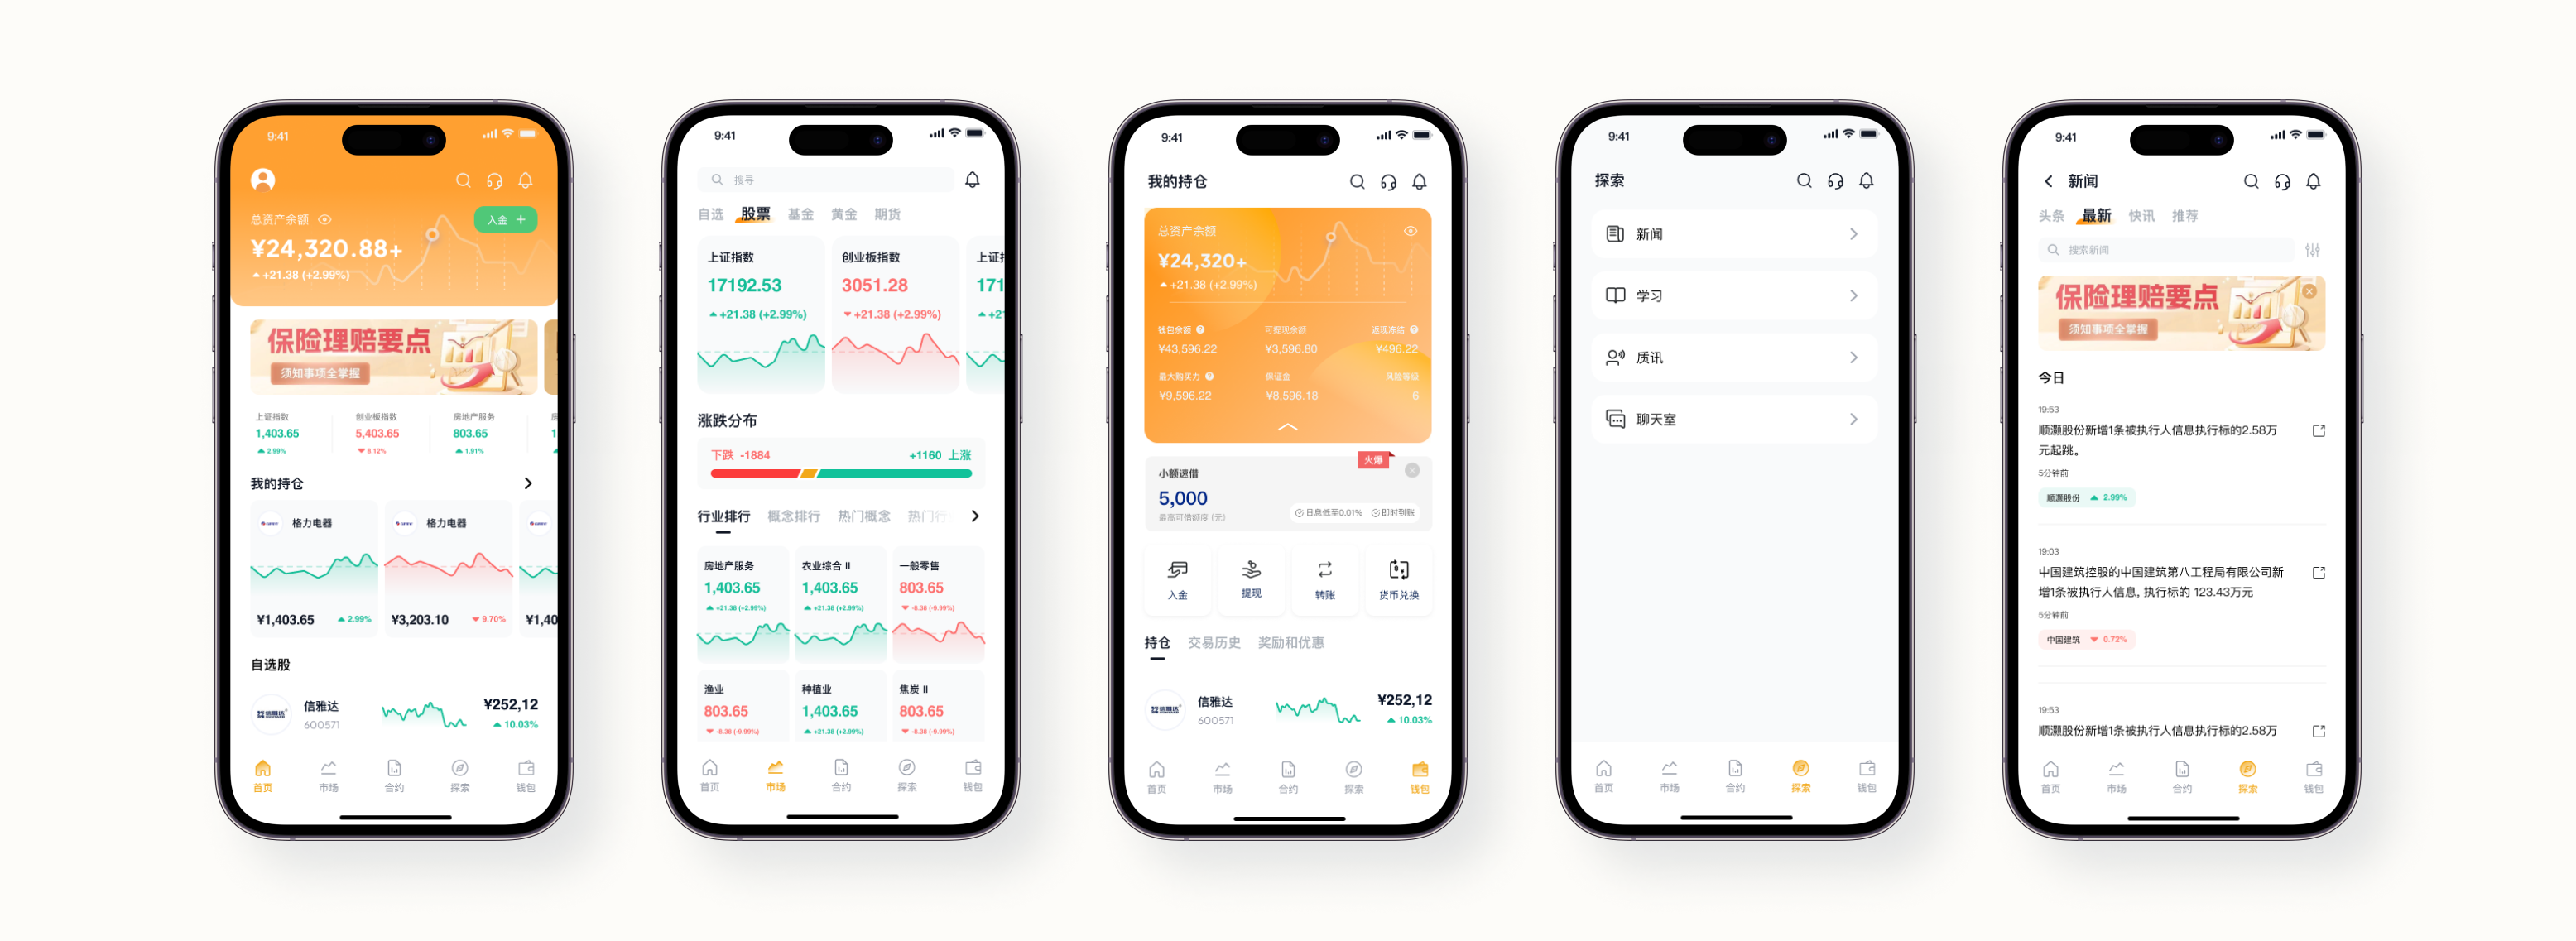 9:41
总资产余额
入金 +
¥24,320.88+
+21.38 (+2.99%)
保险理赔要点
须知事项全掌握
上证指数 创业板指数 房地产服务
1,403.65 5,403.65 803.65
2.99% 8.12% 1.91%
我的持仓
格力电器 格力电器
¥1,403.65 2.99% ¥3,203.10 9.70% ¥1,40
自选股
信雅达 ¥252,12
600571 10.03%
首页 市场 合约 探索 钱包
9:41
搜寻
自选 股票 基金 黄金 期货
上证指数 创业板指数 上证
17192.53 3051.28 171
+21.38 (+2.99%) +21.38 (+2.99%) +2
涨跌分布
下跌 -1884 +1160 上涨
行业排行 概念排行 热门概念 热门行
房地产服务 农业综合 II 一般零售
1,403.65 1,403.65 803.65
+21.38 (+2.99%) +21.38 (+2.99%) -8.38 (-9.99%)
渔业 种植业 焦炭 II
803.65 1,403.65 803.65
-8.38 (-9.99%) +21.38 (+2.99%) -8.38 (-9.99%)
首页 市场 合约 探索 钱包
9:41
我的持仓
总资产余额
¥24,320+
+21.38 (+2.99%)
钱包余额 可提现余额 返现冻结
¥43,596.22 ¥3,596.80 ¥496.22
最大购买力 保证金 风险等级
¥9,596.22 ¥8,596.18 6
火爆
小额速借
5,000
最高可借额度 (元) 日息低至0.01% 即时到账
入金 提现 转账 货币兑换
持仓 交易历史 奖励和优惠
信雅达 ¥252,12
600571 10.03%
首页 市场 合约 探索 钱包
9:41
探索
新闻
学习
质讯
聊天室
首页 市场 合约 探索 钱包
9:41
新闻
头条 最新 快讯 推荐
搜索新闻
保险理赔要点
须知事项全掌握
今日
19:53
顺灏股份新增1条被执行人信息执行标的2.58万
元起跳。
5分钟前
顺灏股份 2.99%
19:03
中国建筑控股的中国建筑第八工程局有限公司新
增1条被执行人信息, 执行标的 123.43万元
5分钟前
中国建筑 0.72%
19:53
顺灏股份新增1条被执行人信息执行标的2.58万
首页 市场 合约 探索 钱包